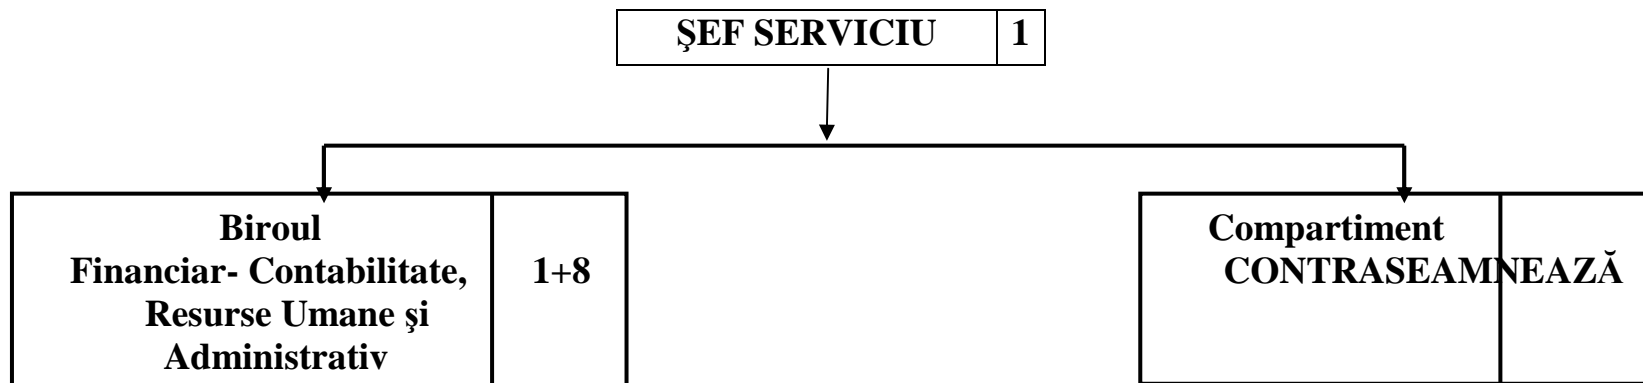 ŞEF SERVICIU 1
Biroul
Financiar- Contabilitate,
Resurse Umane şi
Administrativ
1+8
Compartiment
CONTRASEAMNEAZĂ